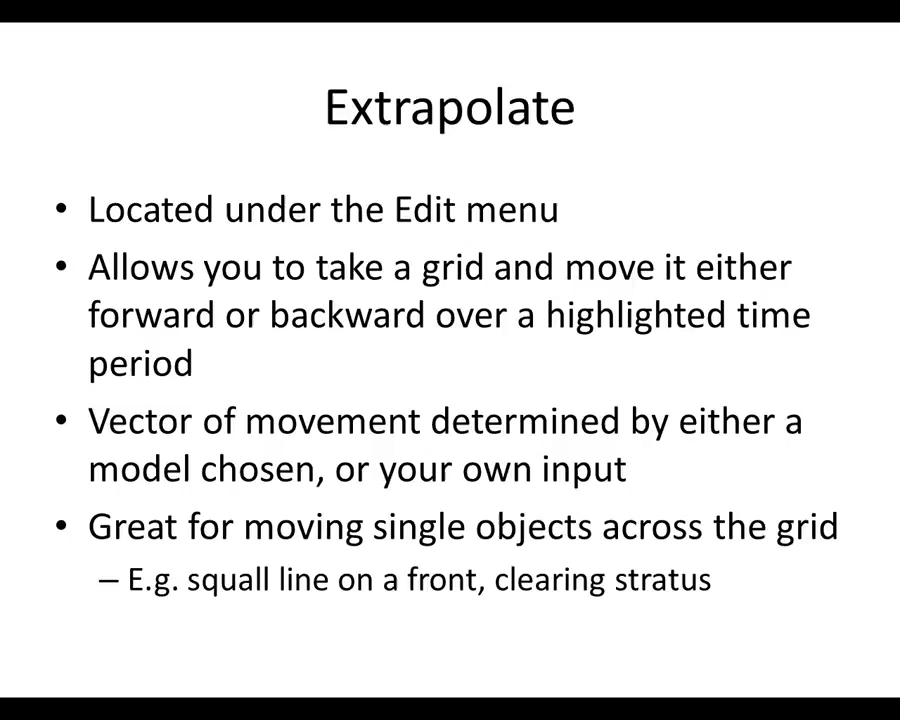 Extrapolate
• Located under the Edit menu
• Allows you to take a grid and move it either
forward or backward over a highlighted time
period
• Vector of movement determined by either a
model chosen, or your own input
• Great for moving single objects across the grid
– E.g. squall line on a front, clearing stratus